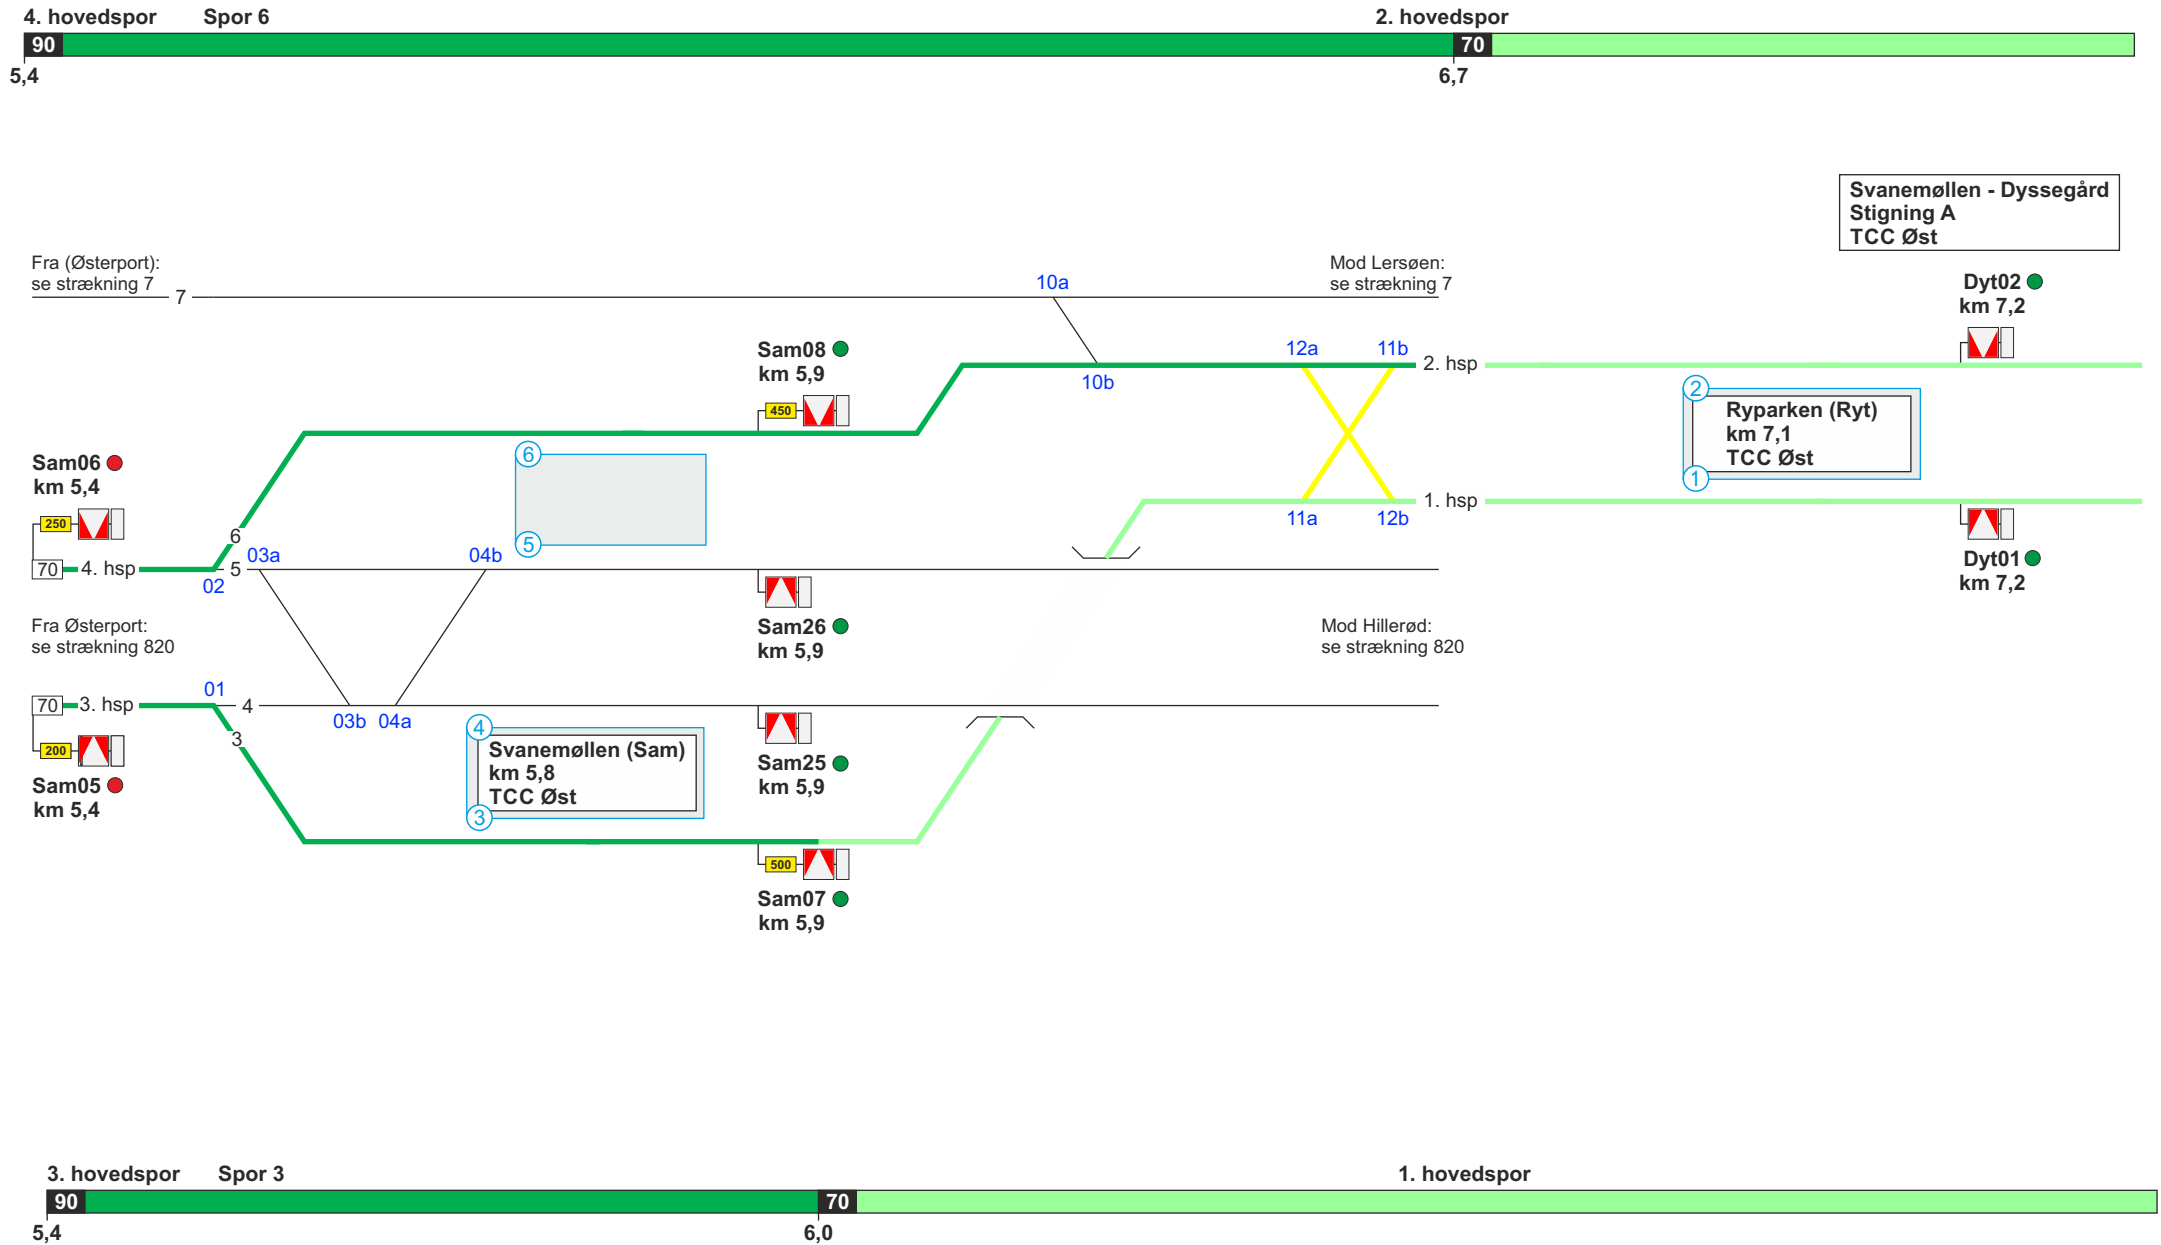 4. hovedspor Spor 6 2. hovedspor
90 70
5,4 6,7
Svanemøllen - Dyssegård
Stigning A
TCC Øst
Fra (Østerport):
se strækning 7
7
10a
Mod Lersøen:
se strækning 7
Dyt02
km 7,2
Sam08
km 5,9
450
12a 11b
2. hsp
10b
2
Ryparken (Ryt)
km 7,1
TCC Øst
1
Sam06
km 5,4
250
6
5
1. hsp
11a 12b
70 4. hsp
6
5
02
03a
04b
Dyt01
km 7,2
Sam26
km 5,9
Fra Østerport:
se strækning 820
Mod Hillerød:
se strækning 820
70 3. hsp
01
4
3
03b 04a
200
Sam05
km 5,4
4
Svanemøllen (Sam)
km 5,8
TCC Øst
3
Sam25
km 5,9
500
Sam07
km 5,9
3. hovedspor Spor 3 1. hovedspor
90 70
5,4 6,0